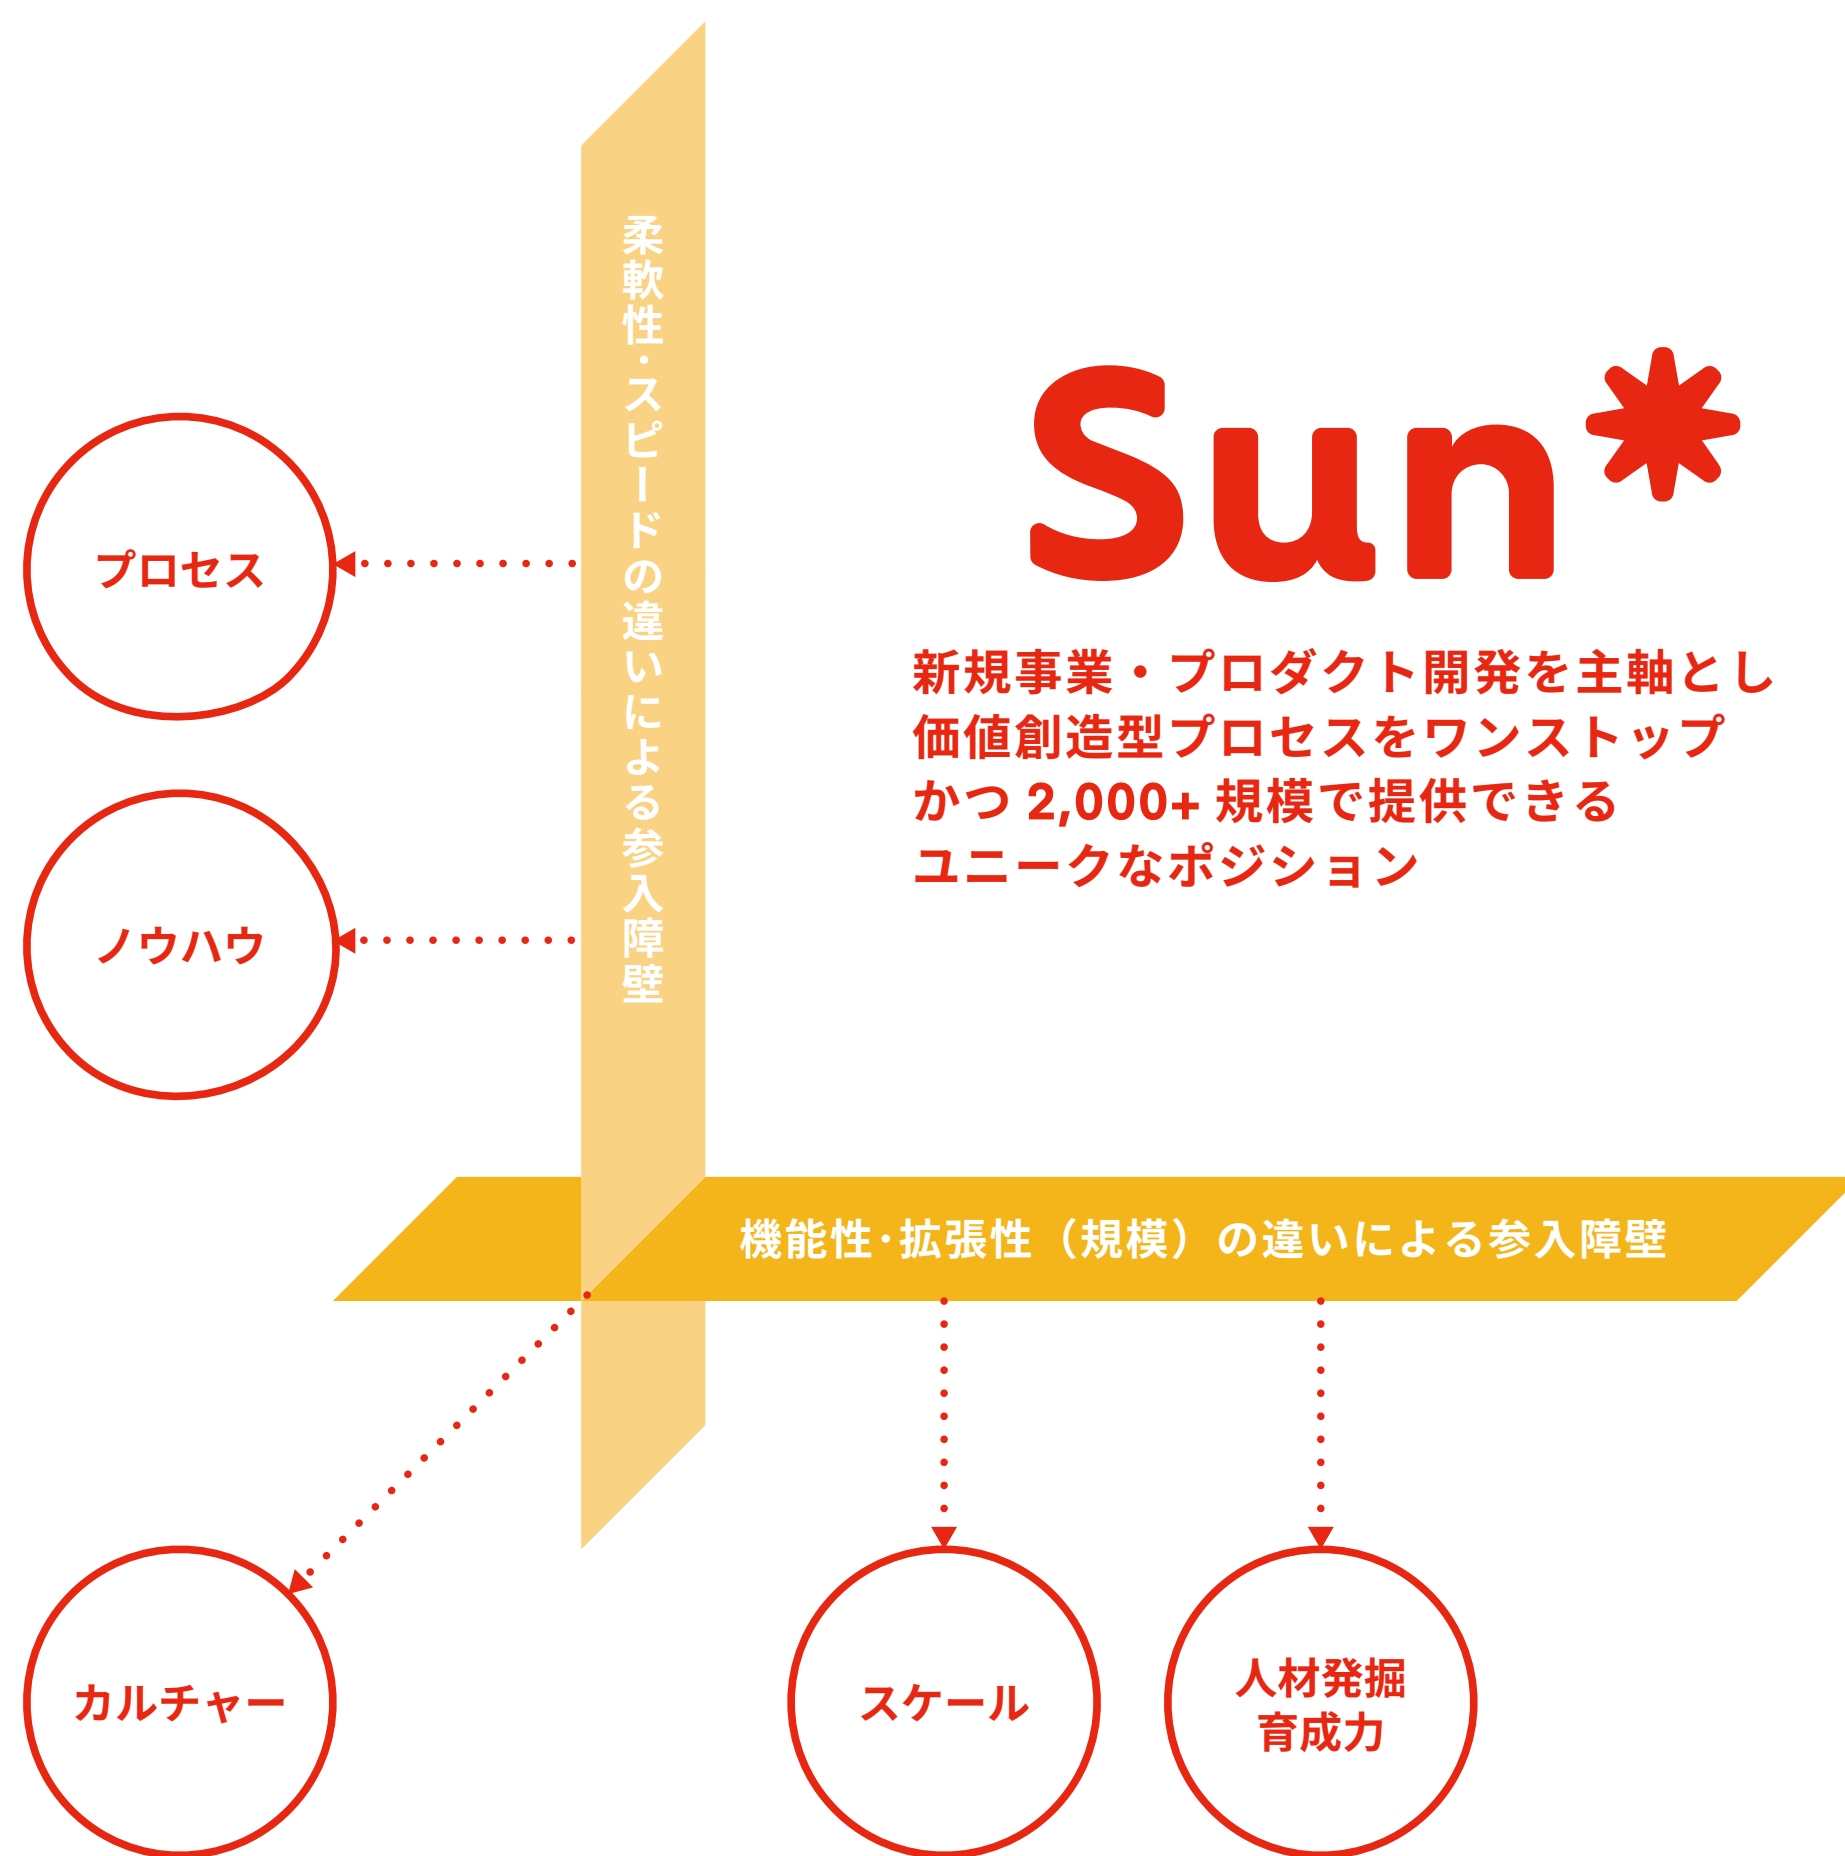 柔軟性・スピードの違いによる参入障壁
Sun*
新規事業・プロダクト開発を主軸とし
価値創造型プロセスをワンストップ
かつ 2,000+ 規模で提供できる
ユニークなポジション
プロセス
ノウハウ
機能性・拡張性（規模）の違いによる参入障壁
カルチャー
スケール
人材発掘
育成力